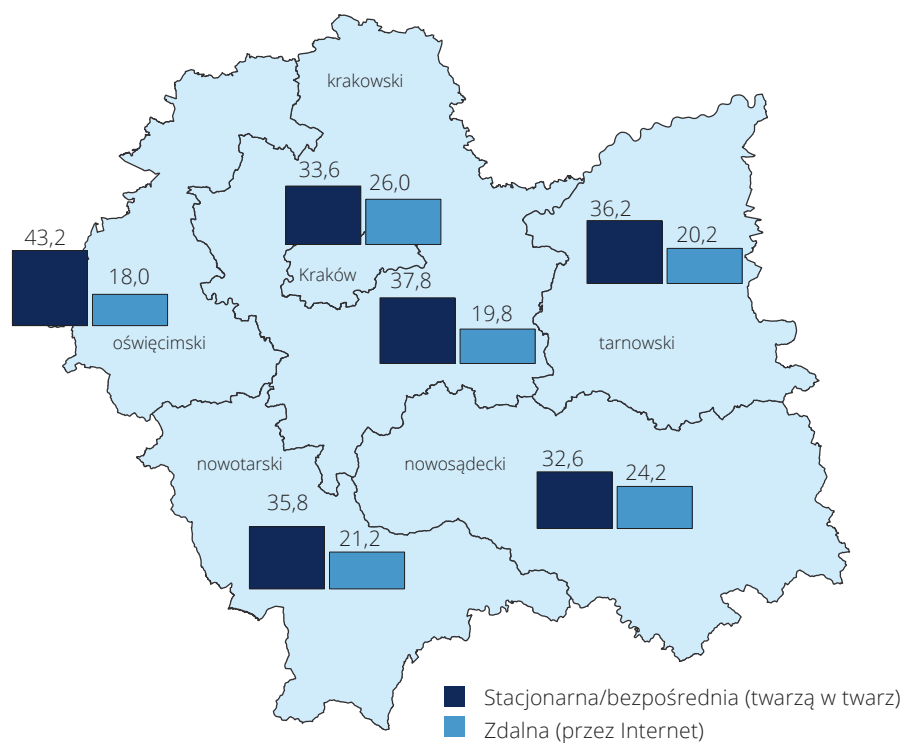 krakowski
33,6
26,0
36,2
20,2
43,2
18,0
Kraków
37,8
19,8
oświęcimski
tarnowski
nowotarski
nowosądecki
32,6
24,2
35,8
21,2
Stacjonarna/bezpośrednia (twarzą w twarz)
Zdalna (przez Internet)